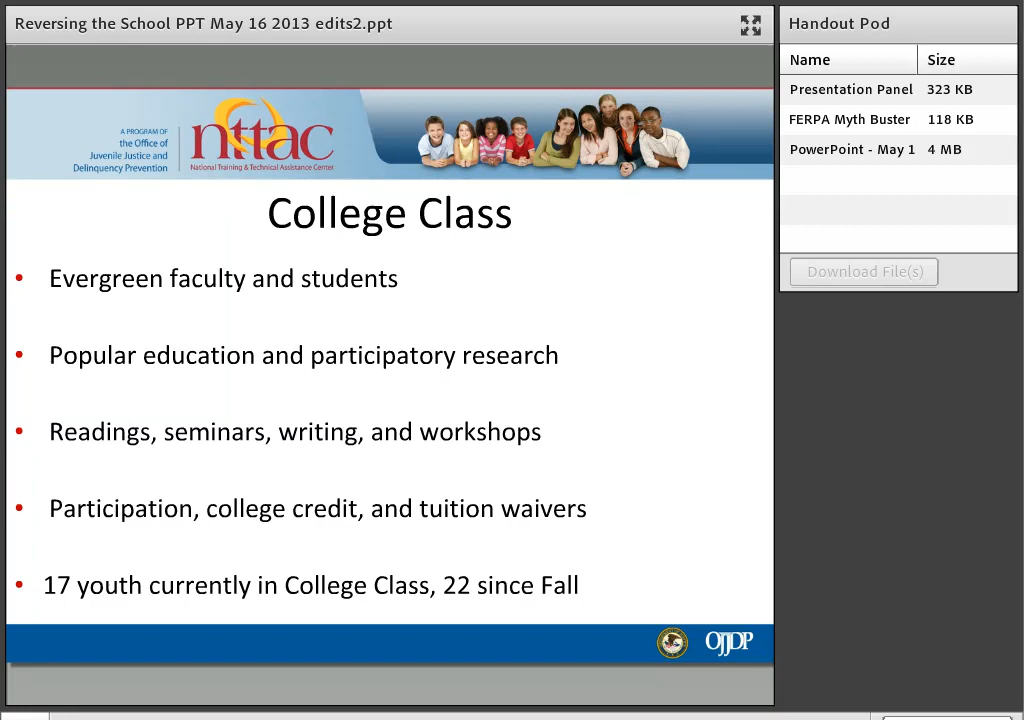 Reversing the School PPT May 16 2013 edits2.ppt
A PROGRAM OF
the Office of
Juvenile Justice and
Delinquency Prevention
nttac
National Training & Technical Assistance Center
College Class
• Evergreen faculty and students
• Popular education and participatory research
• Readings, seminars, writing, and workshops
• Participation, college credit, and tuition waivers
• 17 youth currently in College Class, 22 since Fall
OJJDP
Handout Pod
Name Size
Presentation Panel 323 KB
FERPA Myth Buster 118 KB
PowerPoint - May 1 4 MB
Download File(s)